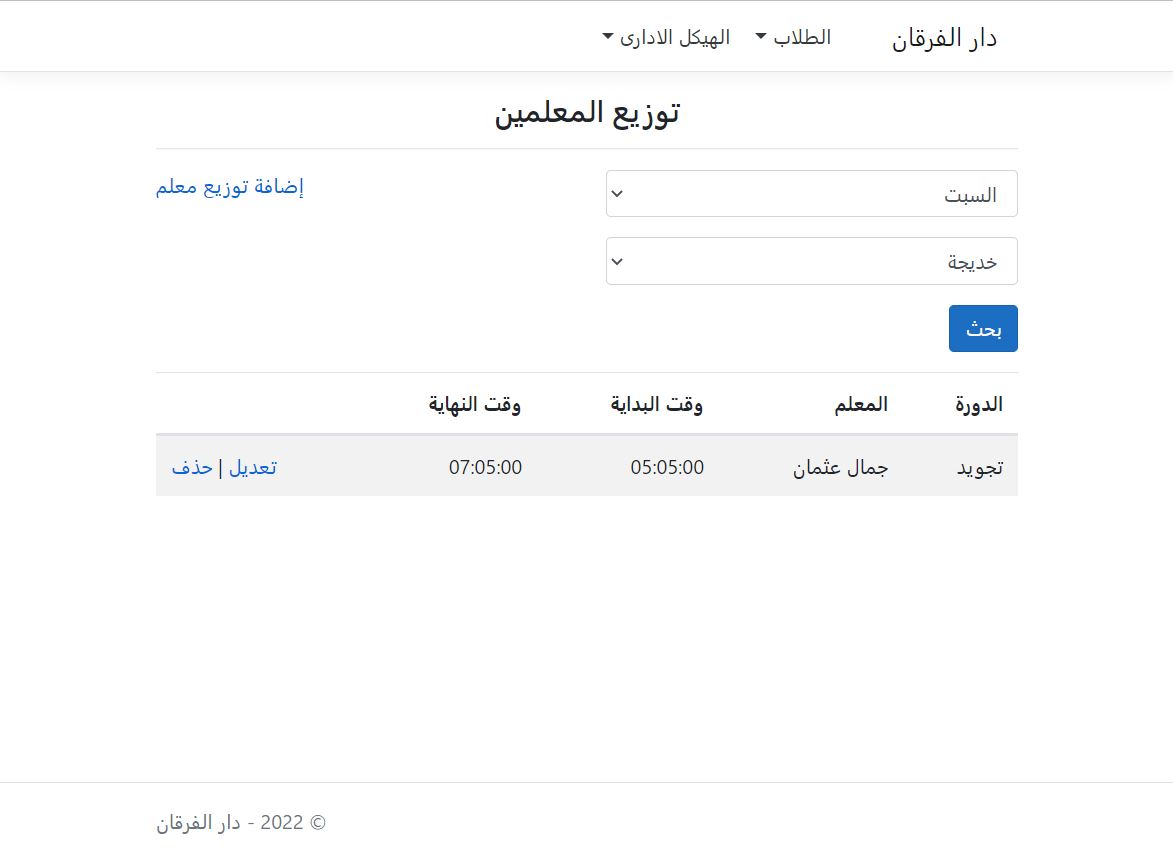 دار الفرقان الطلاب الهيكل الادارى
توزيع المعلمين
السبت إضافة توزيع معلم
خديجة
بحث
الدورة المعلم وقت البداية وقت النهاية
تجويد جمال عثمان 05:05:00 07:05:00 تعديل | حذف
© 2022 - دار الفرقان